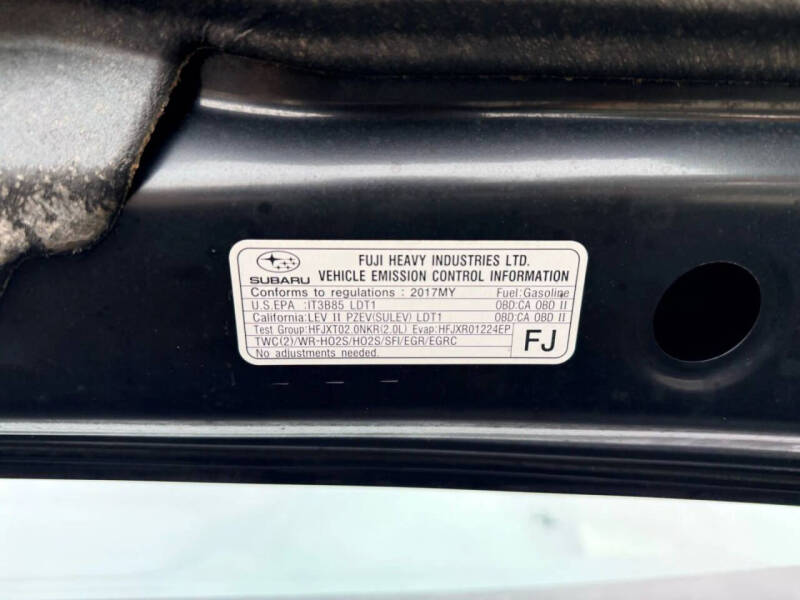 SUBARU
FUJI HEAVY INDUSTRIES LTD.
VEHICLE EMISSION CONTROL INFORMATION
Conforms to regulations : 2017MY Fuel:Gasoline
U.S.EPA :IT3B85 LDT1 OBD:CA OBD II
California:LEV II PZEV(SULEV) LDT1 OBD:CA OBD II
Test Group:HFJXT02.0NKR(2.0L) Evap:HFJXR01224EP
TWC(2)/WR-HO2S/HO2S/SFI/EGR/EGRC
No adjustments needed.
FJ